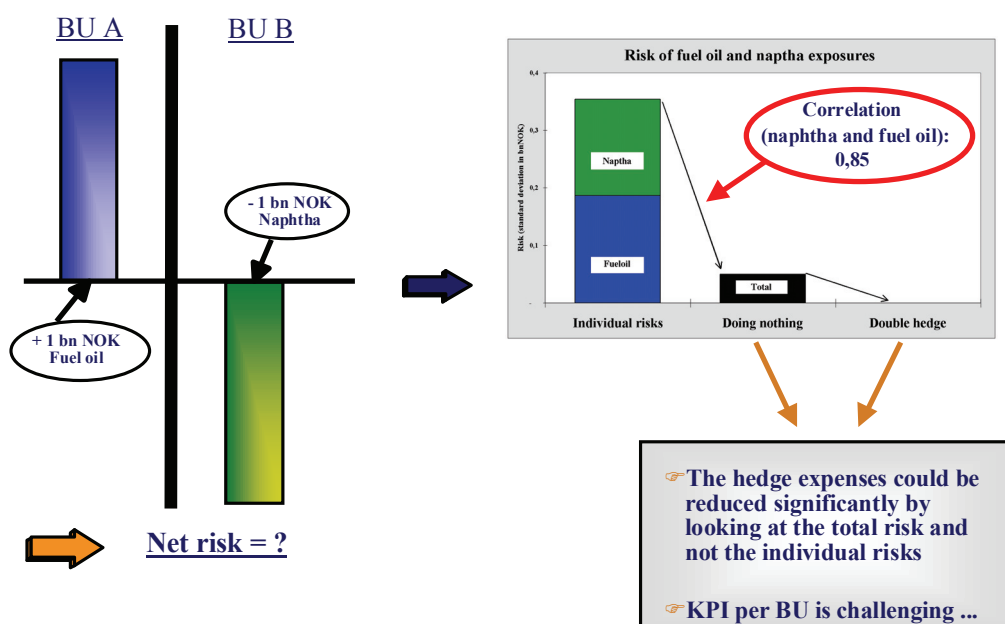 BU A
BU B
- 1 bn NOK
Naphtha
+ 1 bn NOK
Fuel oil
Net risk = ?
Risk of fuel oil and naptha exposures
Risk (standard deviation in bnNOK)
0,4
0,3
0,2
0,1
-
Naptha
Fueloil
Total
Correlation
(naphtha and fuel oil):
0,85
Individual risks
Doing nothing
Double hedge
☞The hedge expenses could be
reduced significantly by
looking at the total risk and
not the individual risks
☞KPI per BU is challenging ...